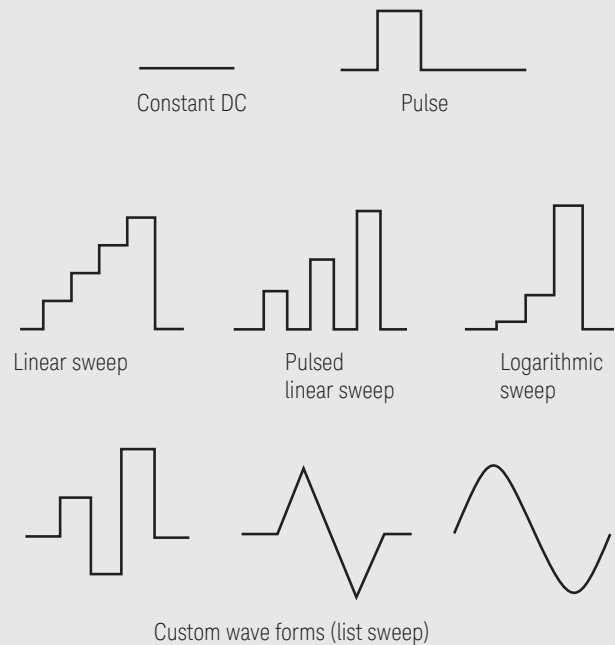 Constant DC
Pulse
Linear sweep
Pulsed
linear sweep
Logarithmic
sweep
Custom wave forms (list sweep)